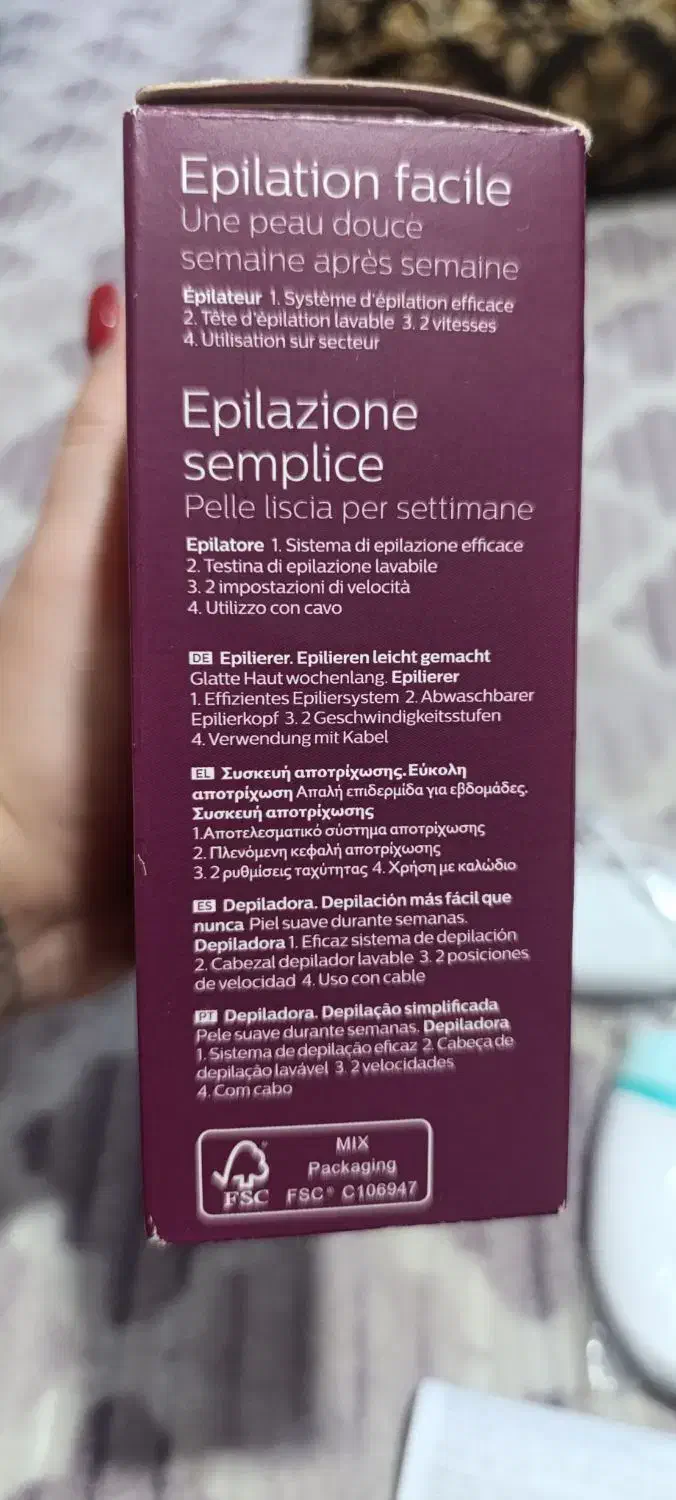 Epilation facile
Une peau douce
semaine après semaine
Épilateur 1. Système d'épilation efficace
2. Tête d'épilation lavable 3. 2 vitesses
4. Utilisation sur secteur
Epilazione
semplice
Pelle liscia per settimane
Epilatore 1. Sistema di epilazione efficace
2. Testina di epilazione lavabile
3. 2 impostazioni di velocità
4. Utilizzo con cavo
DE Epilierer. Epilieren leicht gemacht
Glatte Haut wochenlang. Epilierer
1. Effizientes Epiliersystem 2. Abwaschbarer
Epilierkopf 3. 2 Geschwindigkeitsstufen
4. Verwendung mit Kabel
EL Συσκευή αποτρίχωσης. Εύκολη
αποτρίχωση Απαλή επιδερμίδα για εβδομάδες.
Συσκευή αποτρίχωσης
1.Αποτελεσματικό σύστημα αποτρίχωσης
2. Πλενόμενη κεφαλή αποτρίχωσης
3. 2 ρυθμίσεις ταχύτητας 4. Χρήση με καλώδιο
ES Depiladora. Depilación más fácil que
nunca Piel suave durante semanas.
Depiladora 1. Eficaz sistema de depilación
2. Cabezal depilador lavable 3. 2 posiciones
de velocidad 4. Uso con cable
PT Depiladora. Depilação simplificada
Pele suave durante semanas. Depiladora
1. Sistema de depilação eficaz 2. Cabeça de
depilação lavável 3. 2 velocidades
4. Com cabo
MIX
Packaging
FSC FSC® C106947